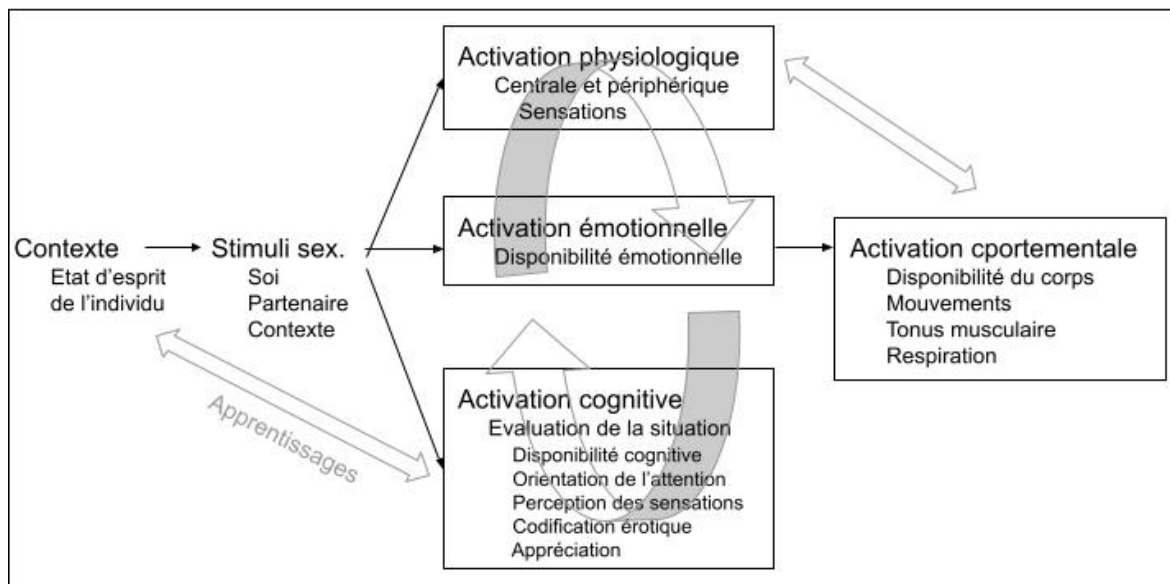 Activation physiologique
Centrale et périphérique
Sensations
Contexte
Etat d'esprit
de l'individu
Stimuli sex.
Soi
Partenaire
Contexte
Activation émotionnelle
Disponibilité émotionnelle
Activation cportementale
Disponibilité du corps
Mouvements
Tonus musculaire
Respiration
Apprentissages
Activation cognitive
Evaluation de la situation
Disponibilité cognitive
Orientation de l'attention
Perception des sensations
Codification érotique
Appréciation